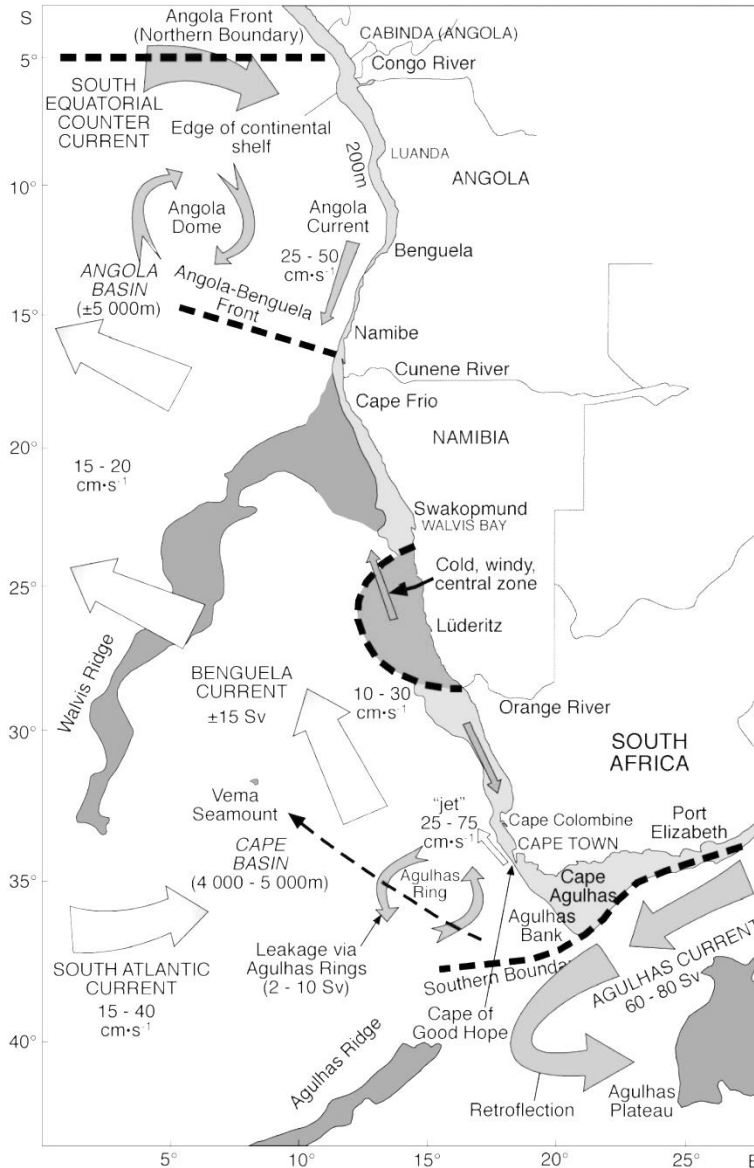 S
Angola Front
(Northern Boundary)
CABINDA (ANGOLA)
5°
Congo River
SOUTH
EQUATORIAL
COUNTER
CURRENT
Edge of continental
shelf
LUANDA
200m
ANGOLA
10°
Angola
Dome
Angola
Current
25 - 50
cm•s⁻¹
Benguela
ANGOLA
BASIN
(±5 000m)
Angola-Benguela
Front
15°
Namibe
Cunene River
Cape Frio
20°
NAMIBIA
15 - 20
cm•s⁻¹
Swakopmund
WALVIS BAY
25°
Cold, windy,
central zone
Lüderitz
Walvis Ridge
BENGUELA
CURRENT
±15 Sv
10 - 30
cm•s⁻¹
Orange River
30°
SOUTH
AFRICA
Vema
Seamount
"jet"
25 - 75
cm•s⁻¹
Cape Colombine
CAPE TOWN
Port
Elizabeth
CAPE
BASIN
(4 000 - 5 000m)
35°
Agulhas
Ring
Cape
Agulhas
Agulhas
Bank
Leakage via
Agulhas Rings
(2 - 10 Sv)
SOUTH ATLANTIC
CURRENT
15 - 40
cm•s⁻¹
Southern Bounda
AGULHAS CURRENT
60 - 80 Sv
Cape of
Good Hope
40°
Agulhas Ridge
Retroflection
Agulhas
Plateau
5° 10° 15° 20° 25° E